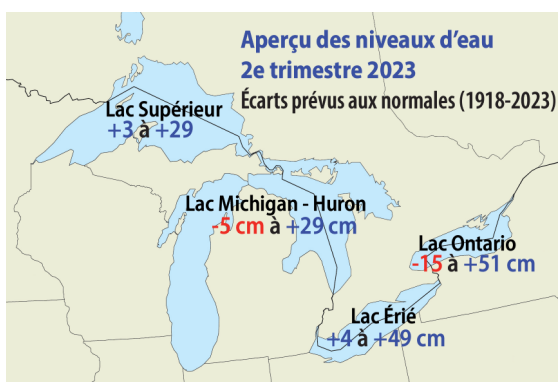 Aperçu des niveaux d'eau
2e trimestre 2023
Écarts prévus aux normales (1918-2023)
Lac Supérieur
+3 à +29
Lac Michigan - Huron
-5 cm à +29 cm
Lac Ontario
-15 à +51 cm
Lac Érié
+4 à +49 cm